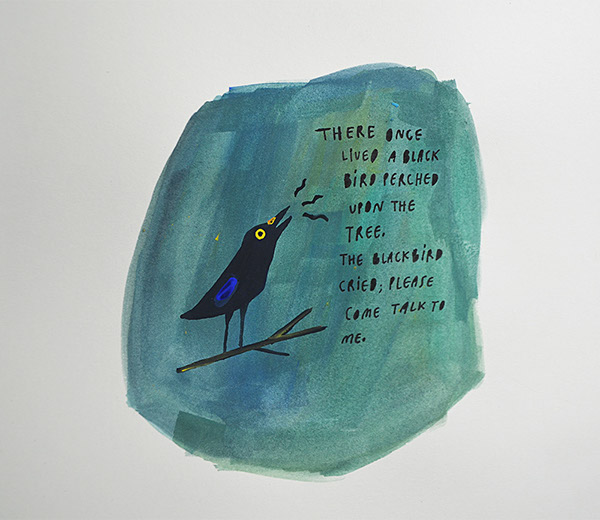 THERE ONCE
LIVED A BLACK
BiRD PERCHED
UPON THE
TREE.
THE BLACKBiRD
CRiED; PLEASE
COME TALK TO
ME.